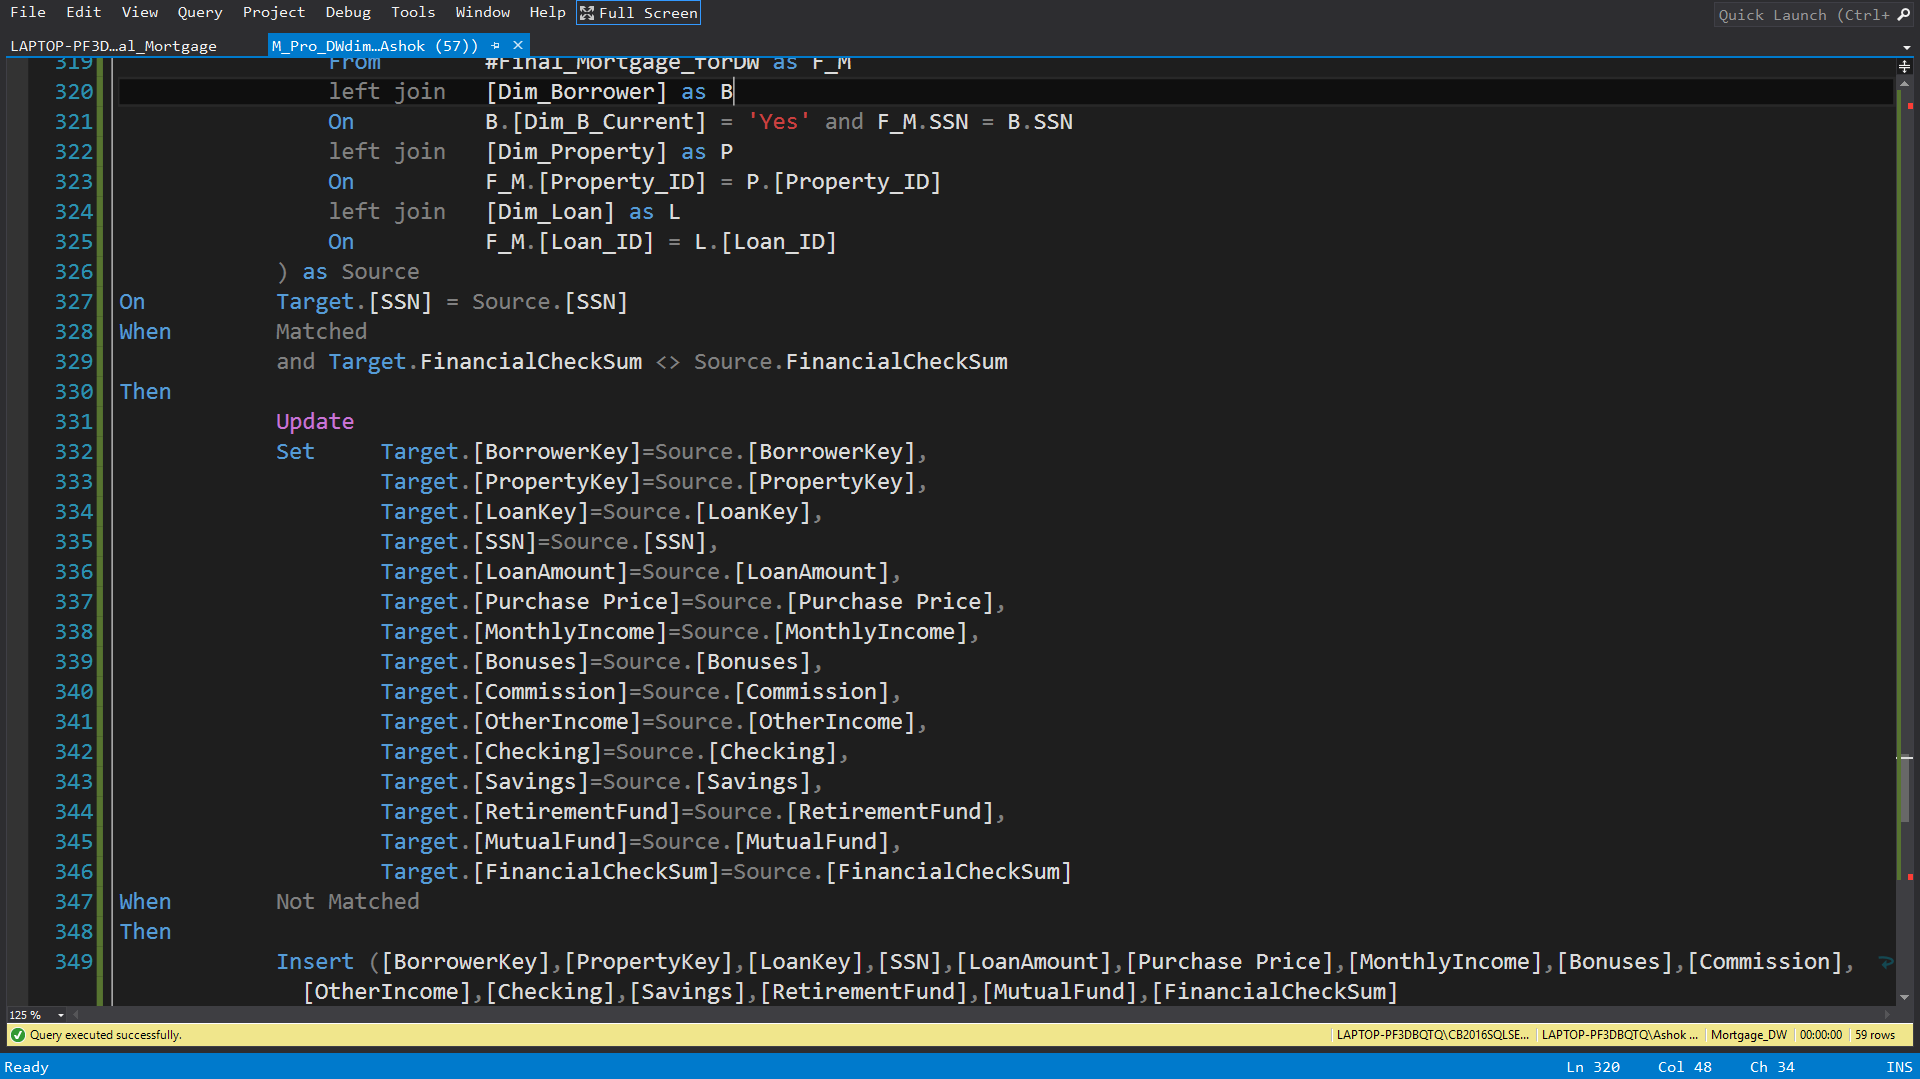 File Edit View Query Project Debug Tools Window Help Full Screen
Quick Launch (Ctrl+
LAPTOP-PF3D...al_Mortgage
M_Pro_DWdim...Ashok (57))
319 From #Final_Mortgage_forDW as F_M
320 left join [Dim_Borrower] as B
321 On B.[Dim_B_Current] = 'Yes' and F_M.SSN = B.SSN
322 left join [Dim_Property] as P
323 On F_M.[Property_ID] = P.[Property_ID]
324 left join [Dim_Loan] as L
325 On F_M.[Loan_ID] = L.[Loan_ID]
326 ) as Source
327 On Target.[SSN] = Source.[SSN]
328 When Matched
329 and Target.FinancialCheckSum <> Source.FinancialCheckSum
330 Then
331 Update
332 Set Target.[BorrowerKey]=Source.[BorrowerKey],
333 Target.[PropertyKey]=Source.[PropertyKey],
334 Target.[LoanKey]=Source.[LoanKey],
335 Target.[SSN]=Source.[SSN],
336 Target.[LoanAmount]=Source.[LoanAmount],
337 Target.[Purchase Price]=Source.[Purchase Price],
338 Target.[MonthlyIncome]=Source.[MonthlyIncome],
339 Target.[Bonuses]=Source.[Bonuses],
340 Target.[Commission]=Source.[Commission],
341 Target.[OtherIncome]=Source.[OtherIncome],
342 Target.[Checking]=Source.[Checking],
343 Target.[Savings]=Source.[Savings],
344 Target.[RetirementFund]=Source.[RetirementFund],
345 Target.[MutualFund]=Source.[MutualFund],
346 Target.[FinancialCheckSum]=Source.[FinancialCheckSum]
347 When Not Matched
348 Then
349 Insert ([BorrowerKey],[PropertyKey],[LoanKey],[SSN],[LoanAmount],[Purchase Price],[MonthlyIncome],[Bonuses],[Commission],
[OtherIncome],[Checking],[Savings],[RetirementFund],[MutualFund],[FinancialCheckSum]
125 %
Query executed successfully.
LAPTOP-PF3DBQTQ\CB2016SQLSE... LAPTOP-PF3DBQTQ\Ashok ... Mortgage_DW 00:00:00 59 rows
Ready Ln 320 Col 48 Ch 34 INS